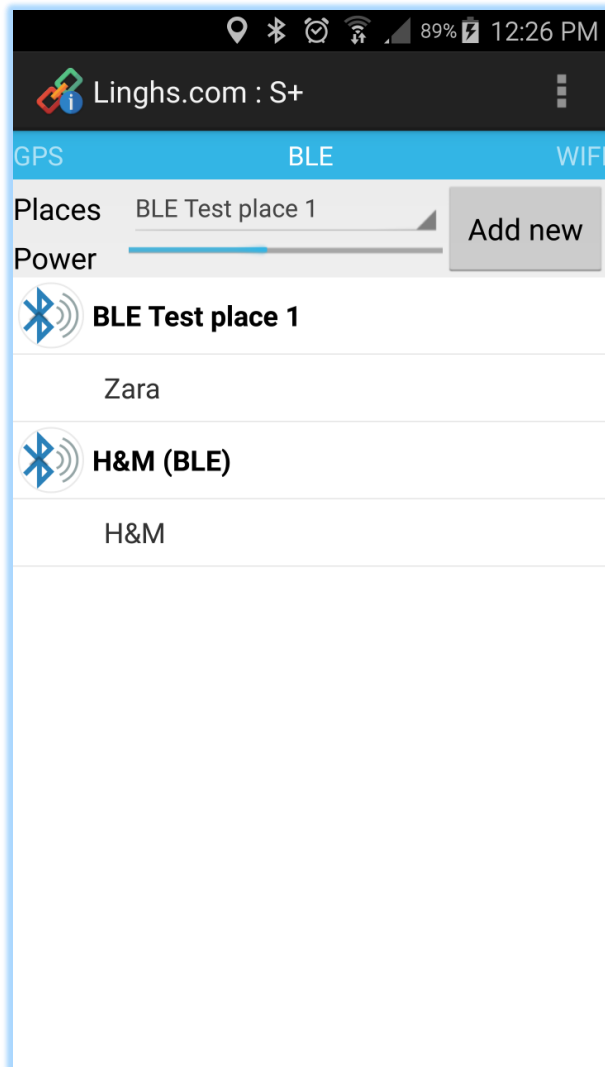 89% 12:26 PM
Linghs.com : S+
GPS BLE WIFI
Places BLE Test place 1 Add new
Power
BLE Test place 1
Zara
H&M (BLE)
H&M